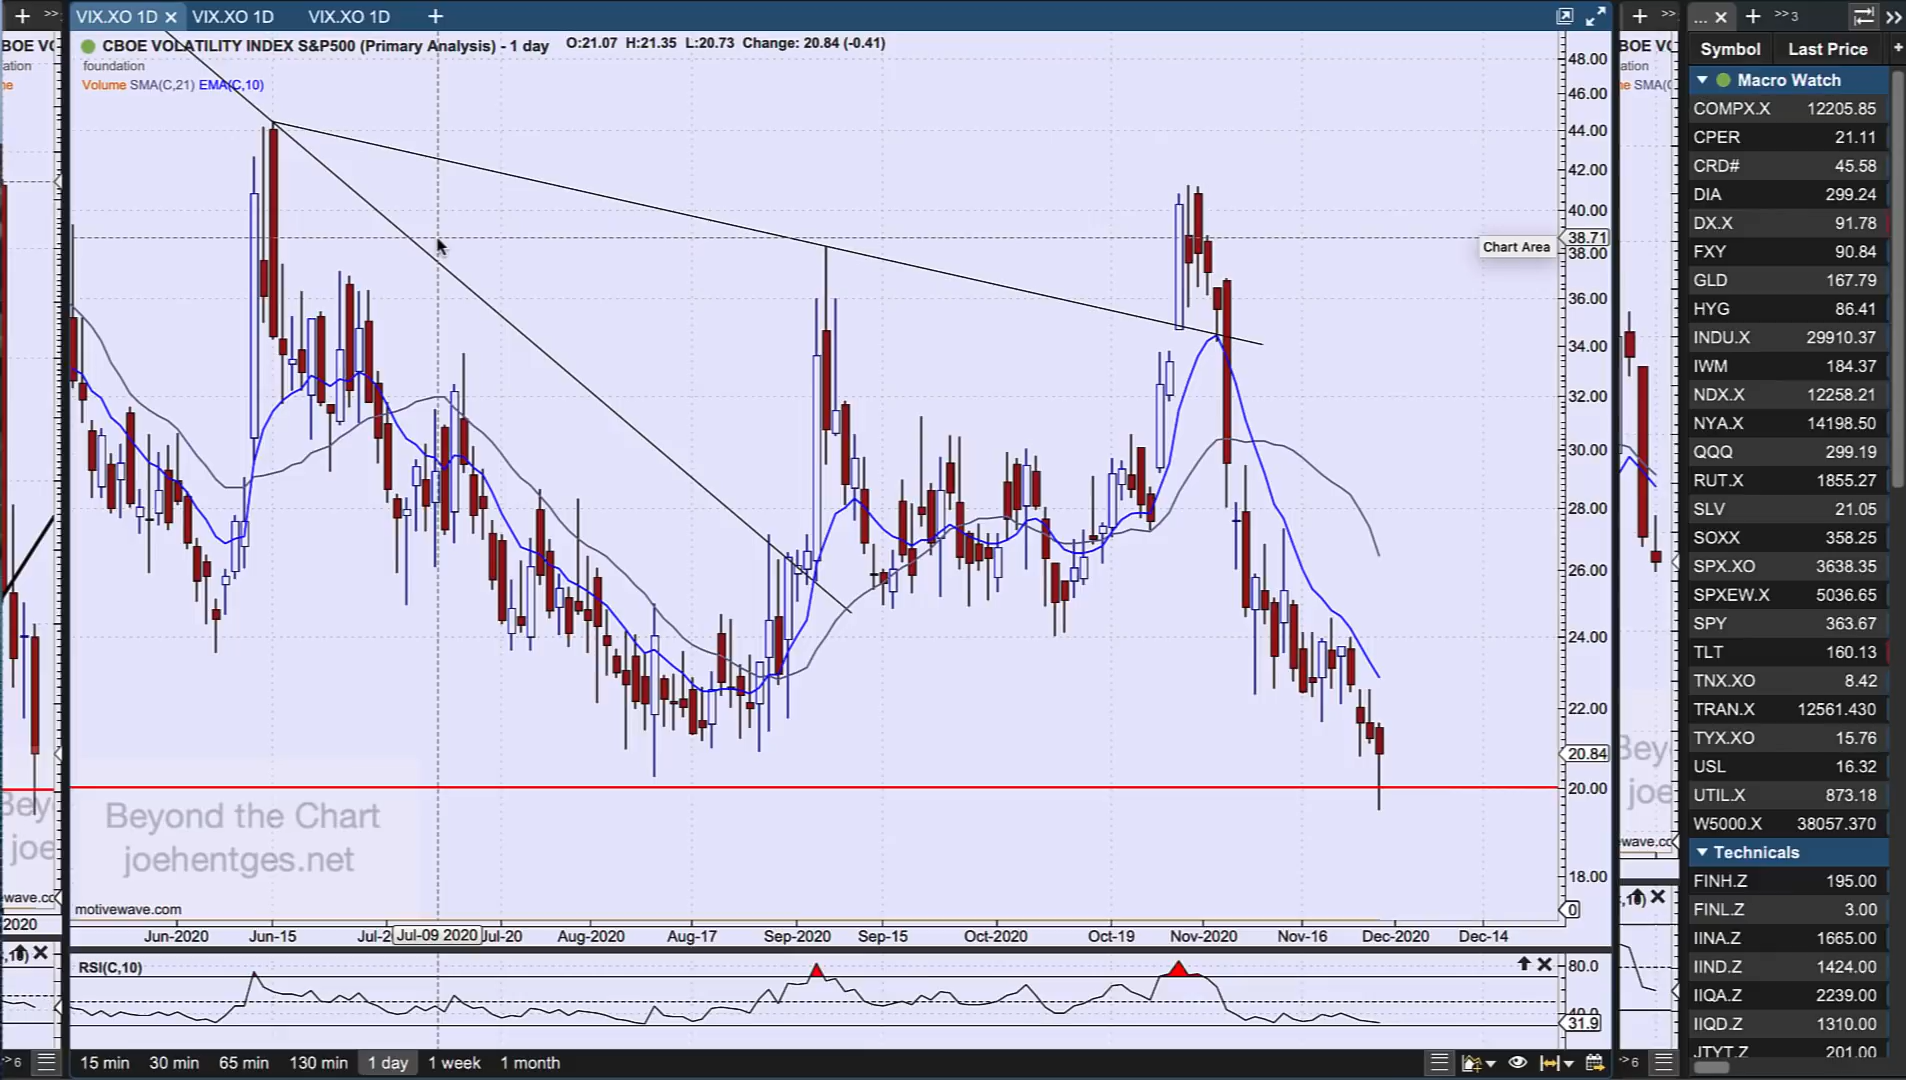 VIX.XO 1D
VIX.XO 1D
VIX.XO 1D
CBOE VOLATILITY INDEX S&P500 (Primary Analysis) - 1 day
O:21.07 H:21.35 L:20.73 Change: 20.84 (-0.41)
foundation
Volume SMA(C,21) EMA(C,10)
48.00
46.00
44.00
42.00
40.00
38.71
Chart Area
38.00
36.00
34.00
32.00
30.00
28.00
26.00
24.00
22.00
20.84
20.00
18.00
0
Beyond the Chart
joehentges.net
motivewave.com
Jun-2020 Jun-15 Jul-2 Jul-09 2020 Jul-20 Aug-2020 Aug-17 Sep-2020 Sep-15 Oct-2020 Oct-19 Nov-2020 Nov-16 Dec-2020 Dec-14
RSI(C,10)
80.0
40.0
31.9
15 min 30 min 65 min 130 min 1 day 1 week 1 month
Symbol Last Price
Macro Watch
COMPX.X 12205.85
CPER 21.11
CRD# 45.58
DIA 299.24
DX.X 91.78
FXY 90.84
GLD 167.79
HYG 86.41
INDU.X 29910.37
IWM 184.37
NDX.X 12258.21
NYA.X 14198.50
QQQ 299.19
RUT.X 1855.27
SLV 21.05
SOXX 358.25
SPX.XO 3638.35
SPXEW.X 5036.65
SPY 363.67
TLT 160.13
TNX.XO 8.42
TRAN.X 12561.430
TYX.XO 15.76
USL 16.32
UTIL.X 873.18
W5000.X 38057.370
Technicals
FINH.Z 195.00
FINL.Z 3.00
IINA.Z 1665.00
IIND.Z 1424.00
IIQA.Z 2239.00
IIQD.Z 1310.00
JTYT.Z 201.00